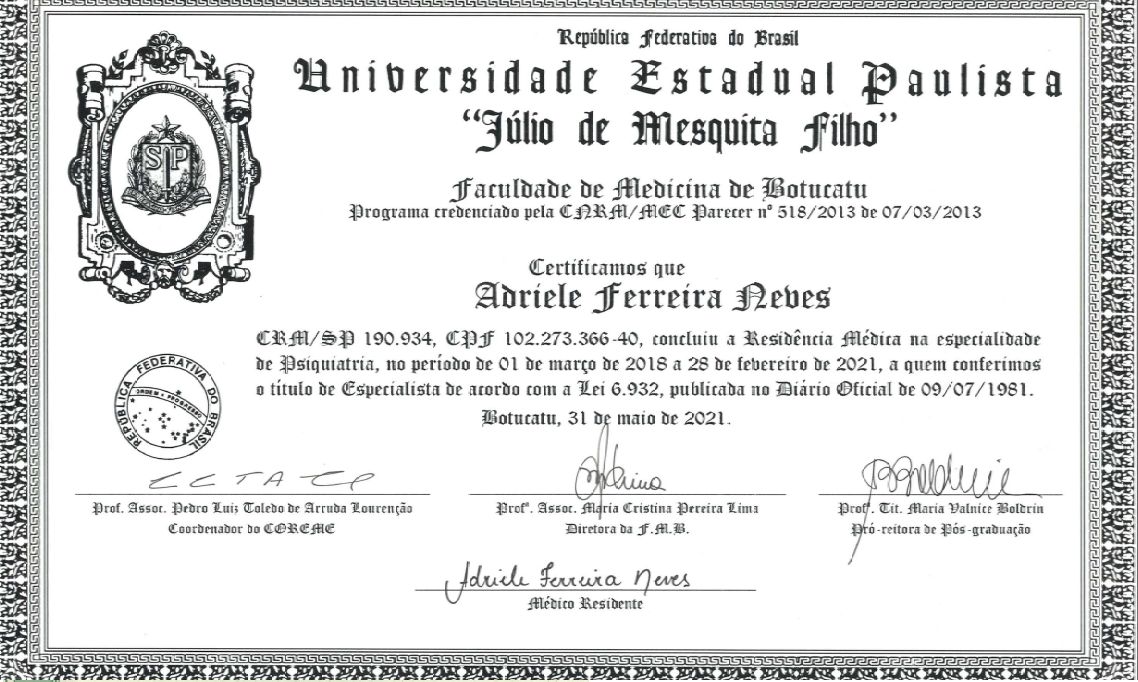 República Federativa do Brasil
Universidade Estadual Paulista
“Júlio de Mesquita Filho”
Faculdade de Medicina de Botucatu
Programa credenciado pela CNRM/MEC Parecer nº 518/2013 de 07/03/2013
Certificamos que
Adriele Ferreira Neves
CRM/SP 190.934, CPF 102.273.366-40, concluiu a Residência Médica na especialidade
de Psiquiatria, no período de 01 de março de 2018 a 28 de fevereiro de 2021, a quem conferimos
o título de Especialista de acordo com a Lei 6.932, publicada no Diário Oficial de 09/07/1981.
Botucatu, 31 de maio de 2021.
SP
REPÚBLICA FEDERATIVA DO BRASIL
ORDEM E PROGRESSO
Prof. Assoc. Pedro Luiz Toledo de Arruda Lourenção
Coordenador do COREME
Profª. Assoc. Maria Cristina Pereira Lima
Diretora da F.M.B.
Profª. Tit. Maria Valnice Boldrin
Pró-reitora de Pós-graduação
Adriele Ferreira Neves
Médico Residente